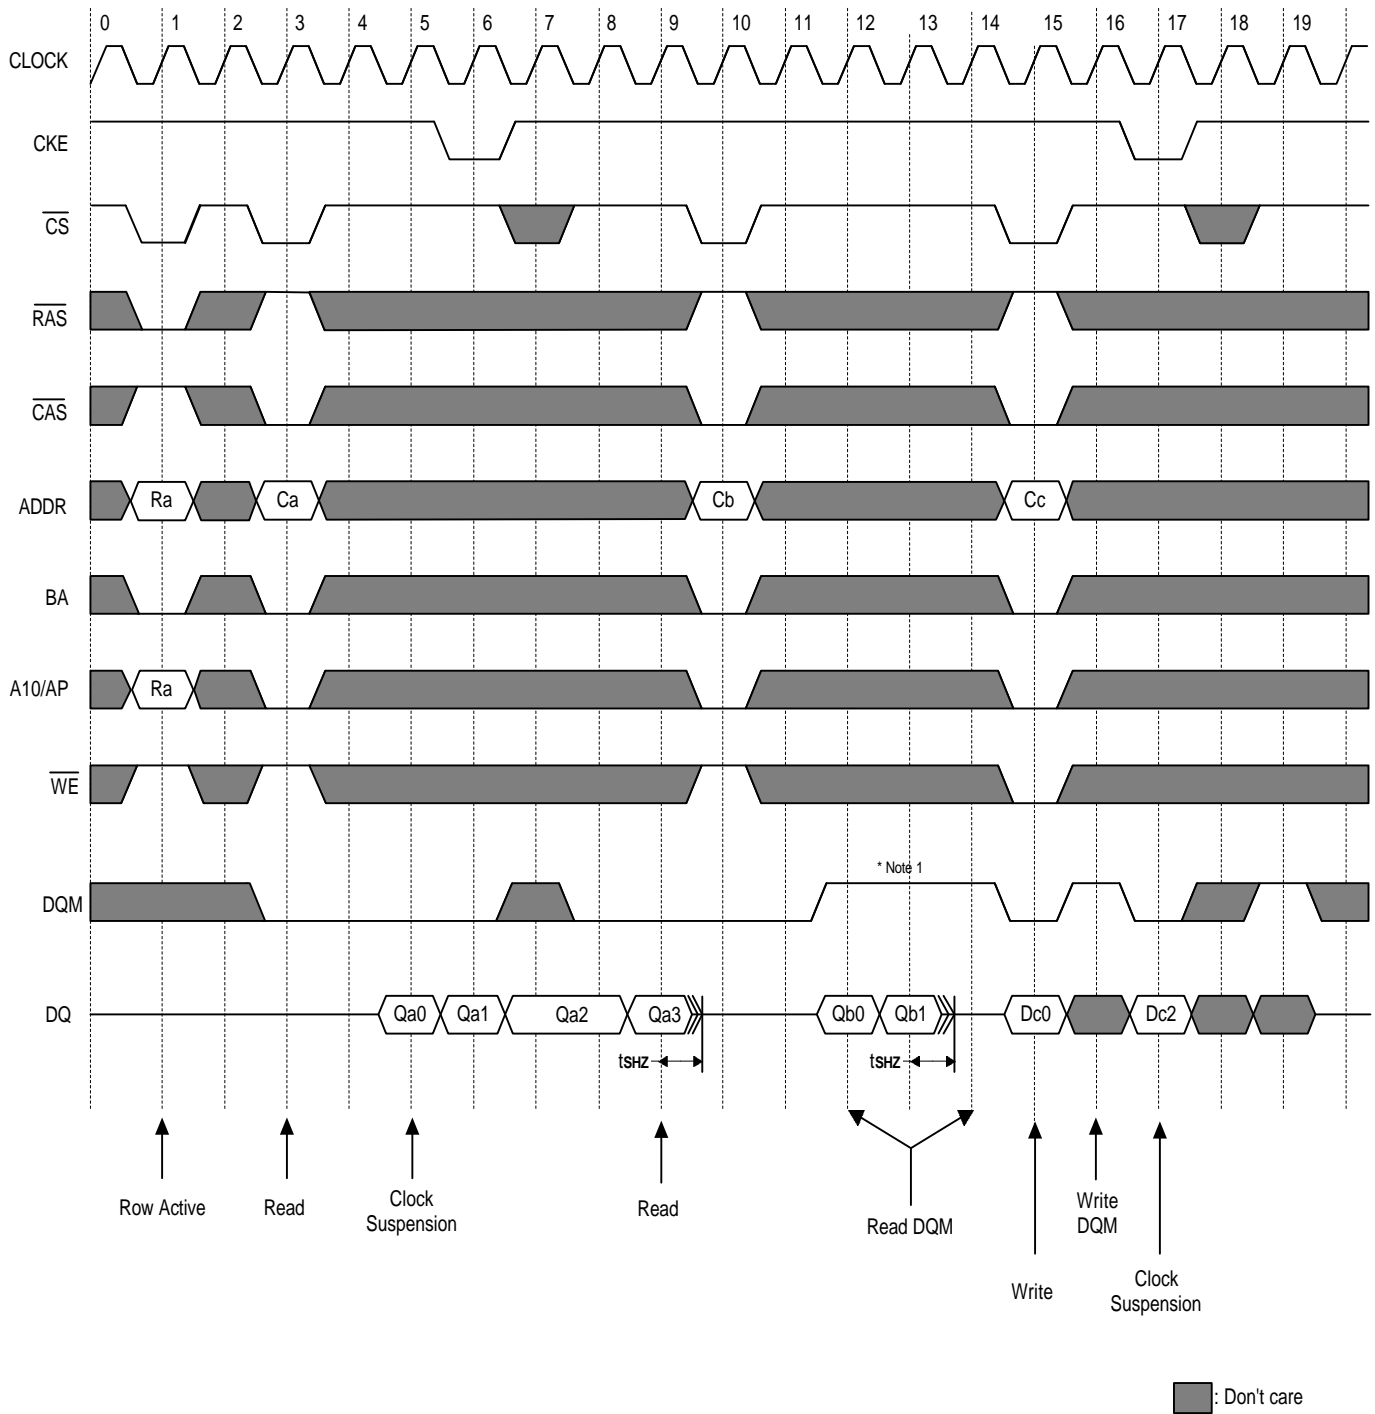 0 1 2 3 4 5 6 7 8 9 10 11 12 13 14 15 16 17 18 19
CLOCK
CKE
CS
RAS
CAS
ADDR Ra Ca Cb Cc
BA
A10/AP Ra
WE
* Note 1
DQM
DQ Qa0 Qa1 Qa2 Qa3 Qb0 Qb1 Dc0 Dc2
tSHZ tSHZ
Row Active Read Clock Suspension Read Read DQM Write DQM
Write Clock Suspension
: Don't care